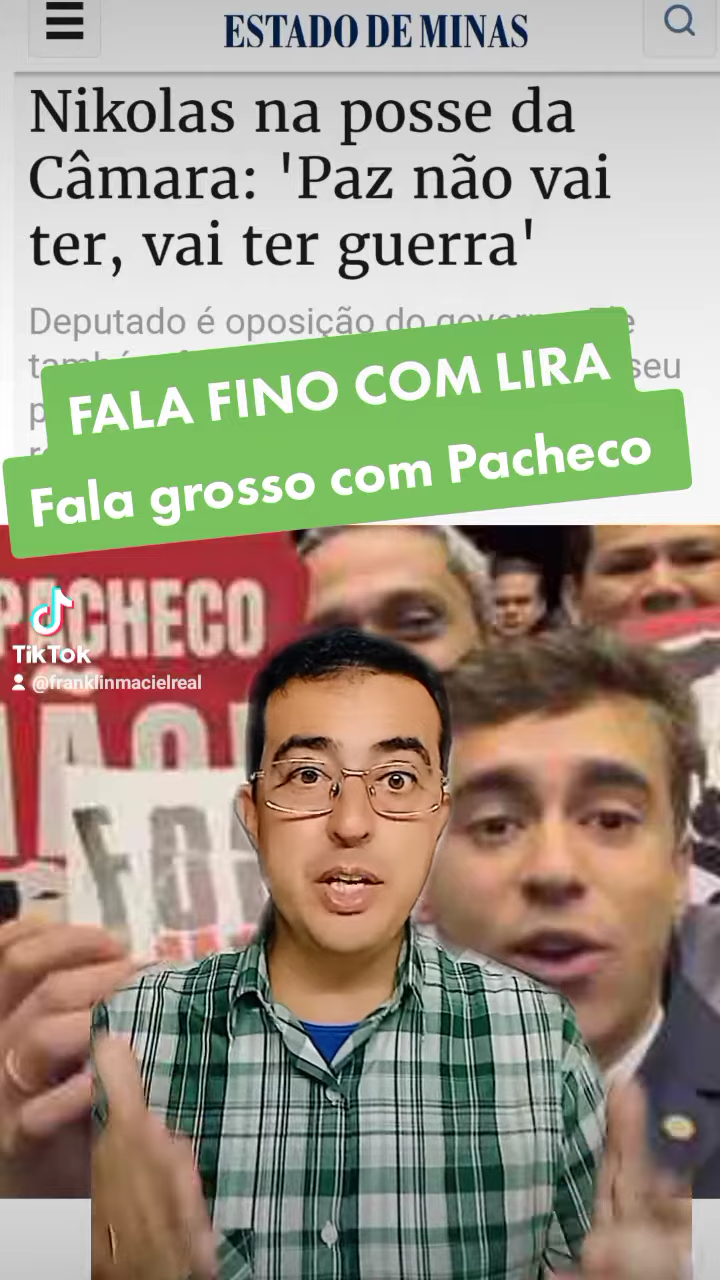 ESTADO DE MINAS
Nikolas na posse da
Câmara: 'Paz não vai
ter, vai ter guerra'
Deputado é oposição do
seu
FALA FINO COM LIRA
Fala grosso com Pacheco
PACHECO
TikTok
@franklinmacielreal